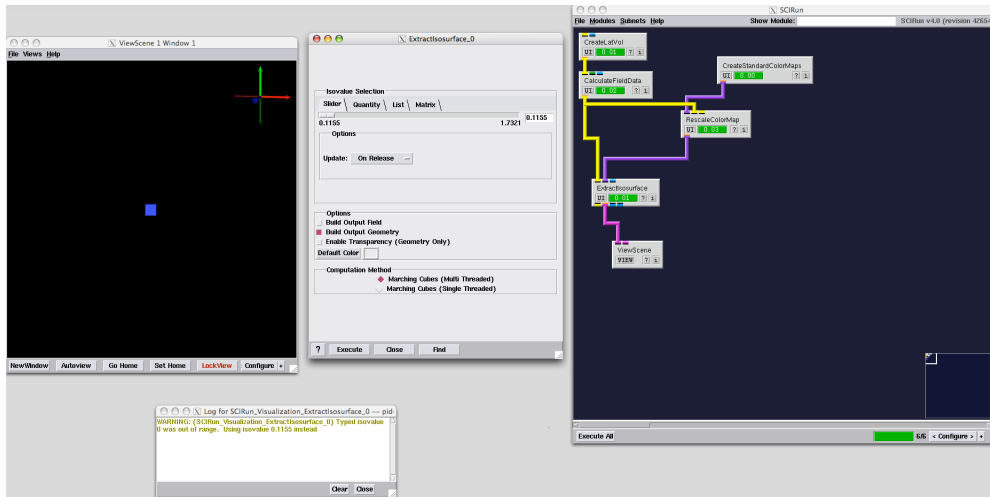 ViewScene 1 Window 1
File Views Help
NewWindow Autoview Go Home Set Home LockView Configure +
ExtractIsosurface_0
Isovalue Selection
Slider \ Quantity \ List \ Matrix \
0.1155 1.7321 0.1155
Options
Update: On Release
Options
Build Output Field
Build Output Geometry
Enable Transparency (Geometry Only)
Default Color
Computation Method
Marching Cubes (Multi Threaded)
Marching Cubes (Single Threaded)
? Execute Close Find
Log for SCIRun_Visualization_ExtractIsosurface_0 -- pid
WARNING: (SCIRun_Visualization_ExtractIsosurface_0) Typed isovalue
0 was out of range. Using isovalue 0.1155 instead
Clear Close
SCIRun
File Modules Subnets Help Show Module: SCIRun v4.0 (revision 42654
CreateLatVol
UI 0.01 ? i
CreateStandardColorMaps
UI 0.00 ? i
CalculateFieldData
UI ? i
RescaleColorMap
UI 0.03 ? i
ExtractIsosurface
UI 0.01 ? i
ViewScene
VIEW ? i
Execute All 6/6 < Configure > +